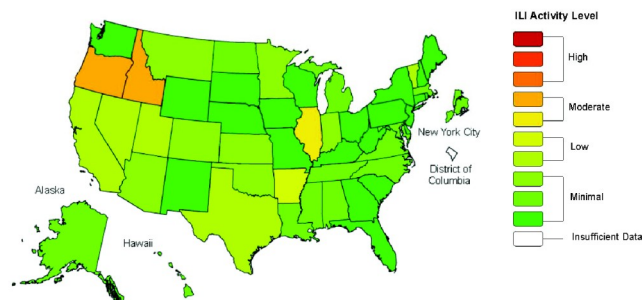 ILI Activity Level
High
Moderate
Low
Minimal
Insufficient Data
New York City
District of
Columbia
Alaska
Hawaii